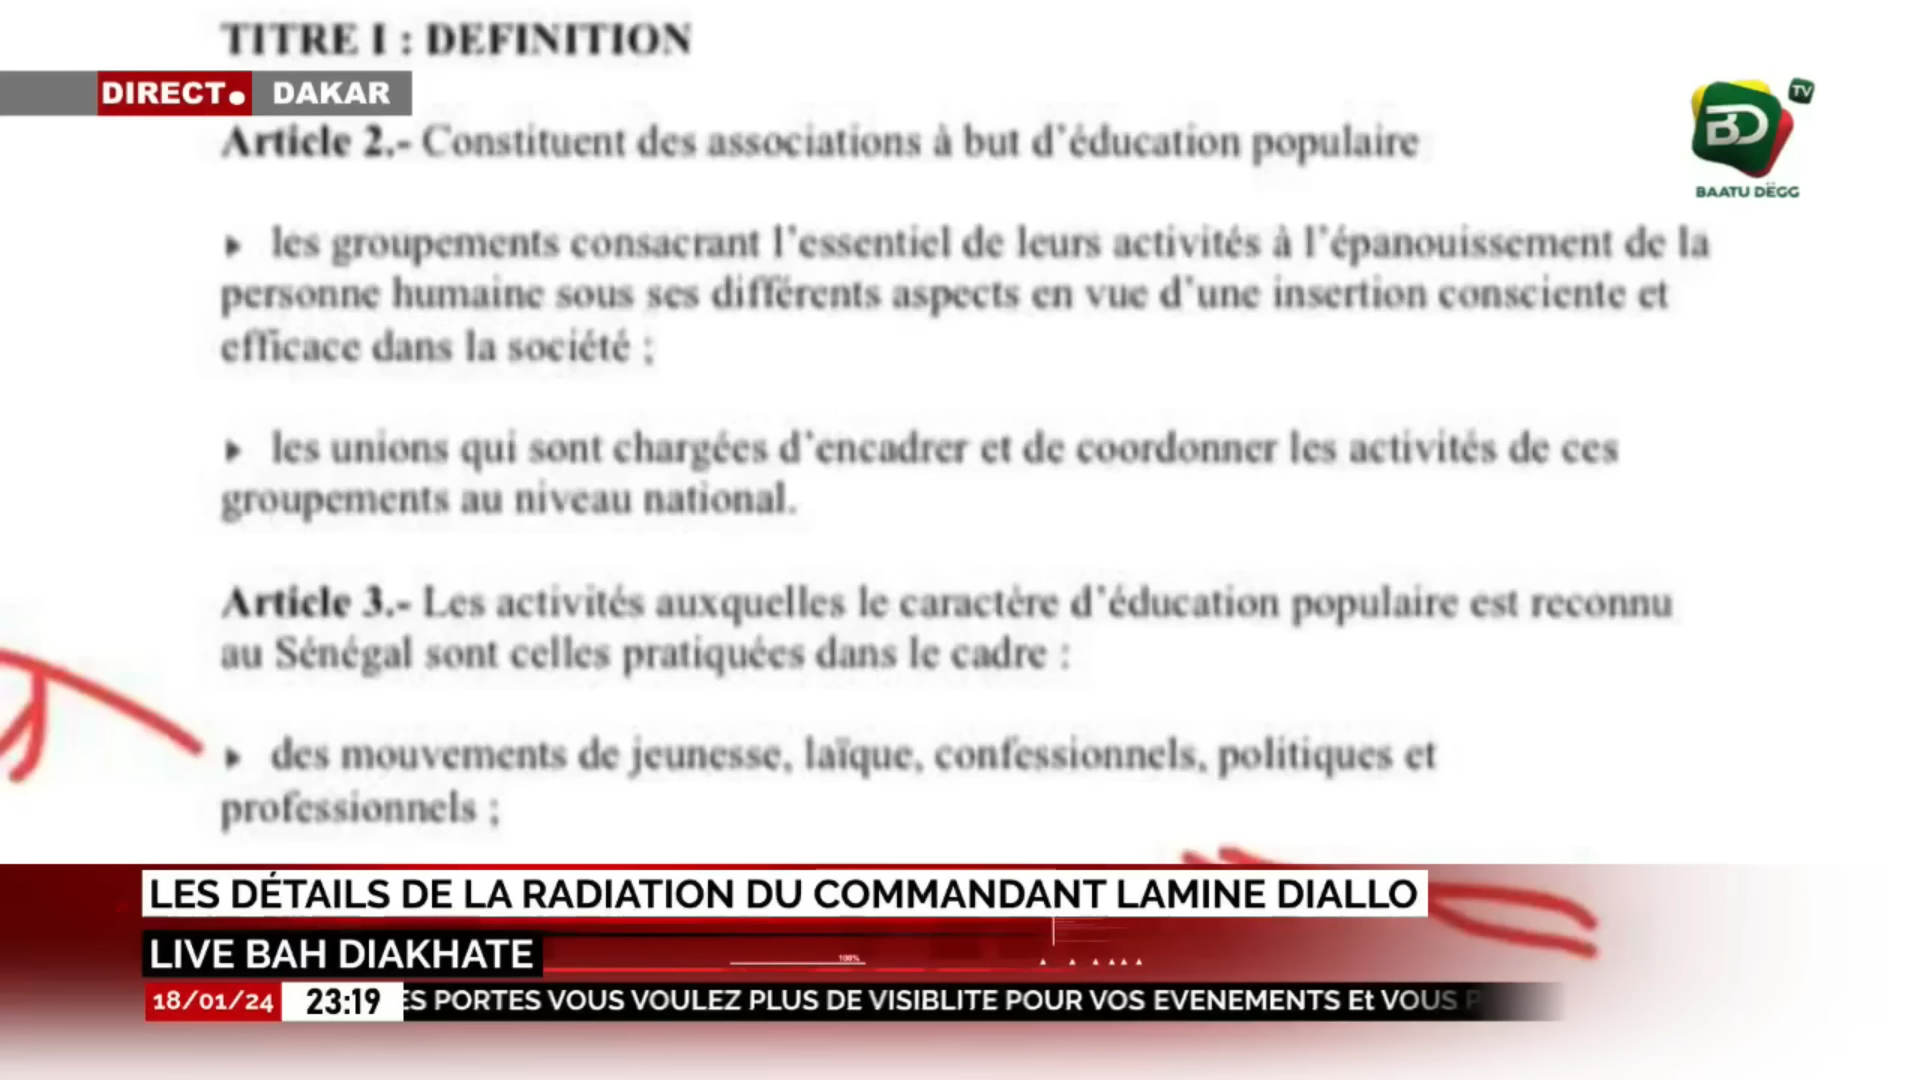 TITRE I : DEFINITION
DIRECT. DAKAR
TV
BD
BAATU DËGG
Article 2.- Constituent des associations à but d'éducation populaire
les groupements consacrant l'essentiel de leurs activités à l'épanouissement de la
personne humaine sous ses différents aspects en vue d'une insertion consciente et
efficace dans la société ;
les unions qui sont chargées d'encadrer et de coordonner les activités de ces
groupements au niveau national.
Article 3.- Les activités auxquelles le caractère d'éducation populaire est reconnu
au Sénégal sont celles pratiquées dans le cadre :
des mouvements de jeunesse, laïque, confessionnels, politiques et
professionnels ;
LES DÉTAILS DE LA RADIATION DU COMMANDANT LAMINE DIALLO
LIVE BAH DIAKHATE
100%
18/01/24 23:19 ES PORTES VOUS VOULEZ PLUS DE VISIBLITE POUR VOS EVENEMENTS Et VOUS P